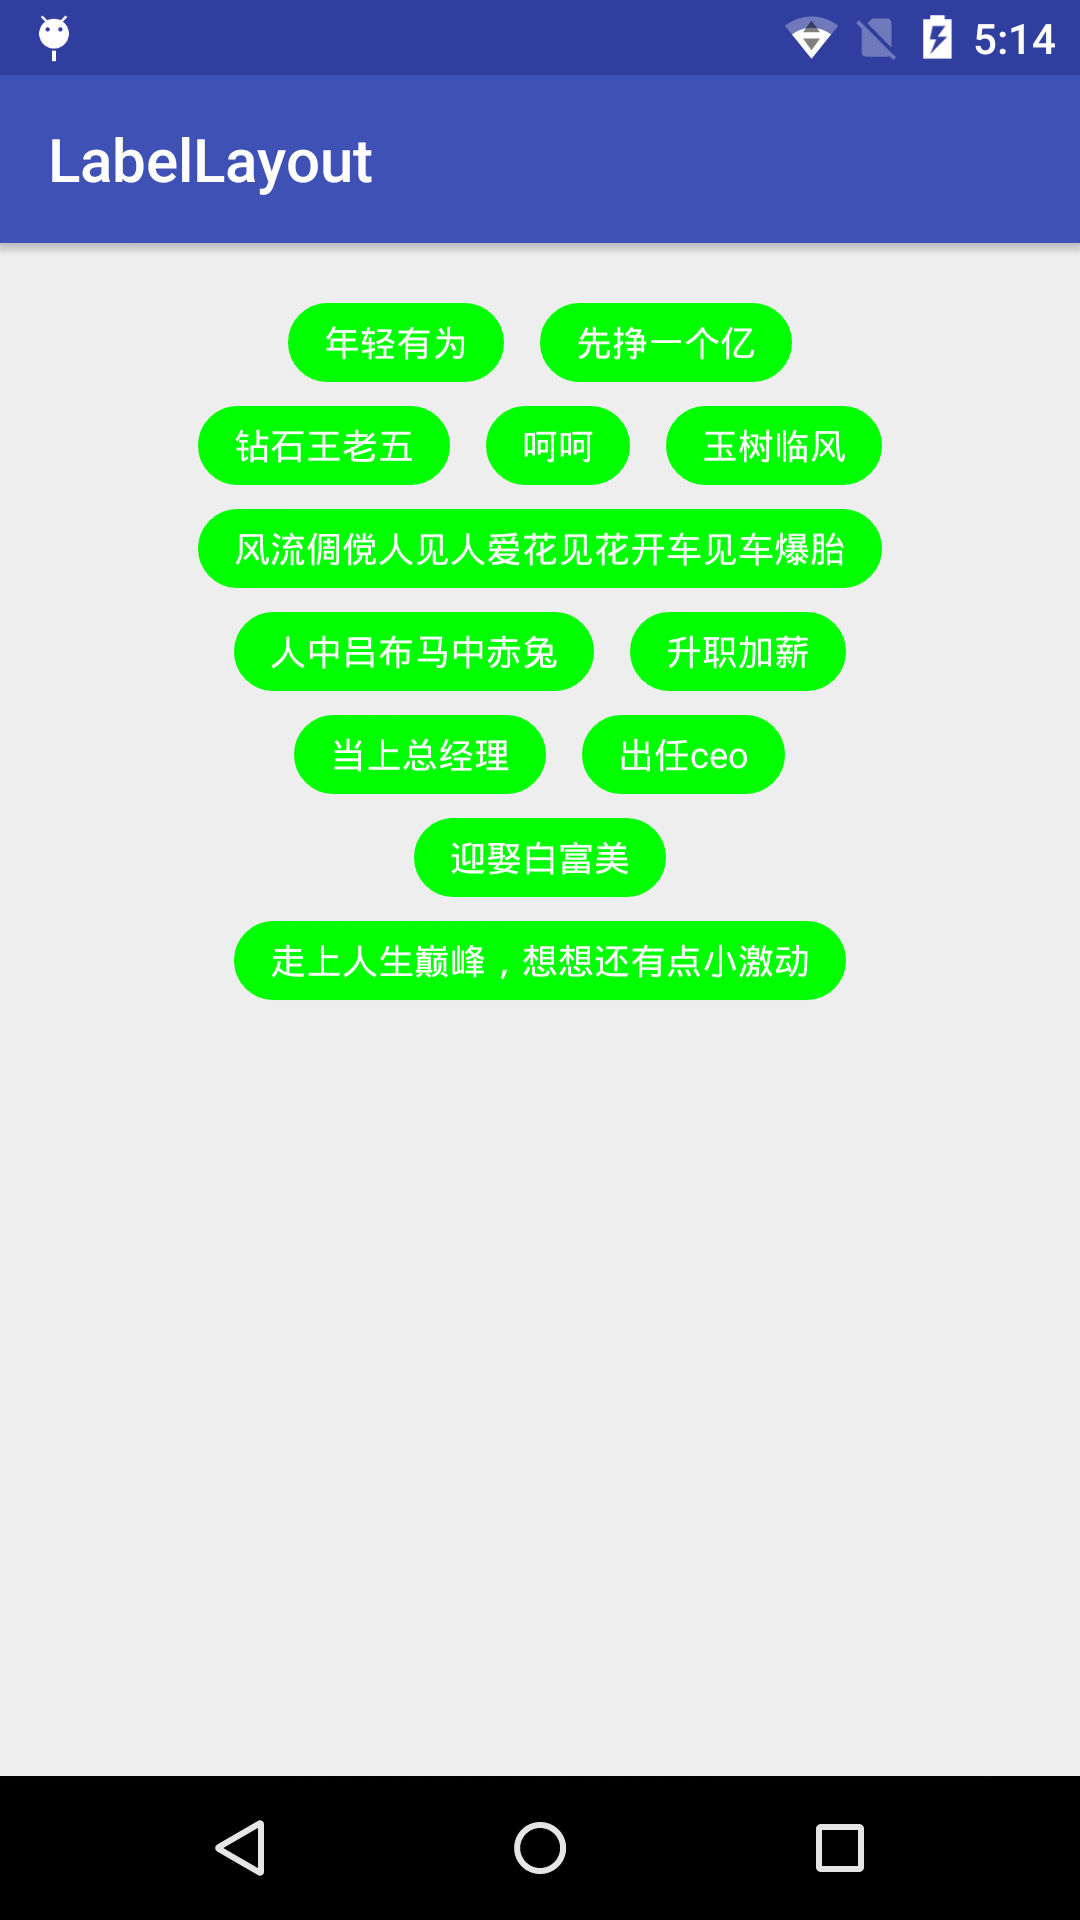 5:14
LabelLayout
年轻有为 先挣一个亿
钻石王老五 呵呵 玉树临风
风流倜傥人见人爱花见花开车见车爆胎
人中吕布马中赤兔 升职加薪
当上总经理 出任ceo
迎娶白富美
走上人生巅峰，想想还有点小激动